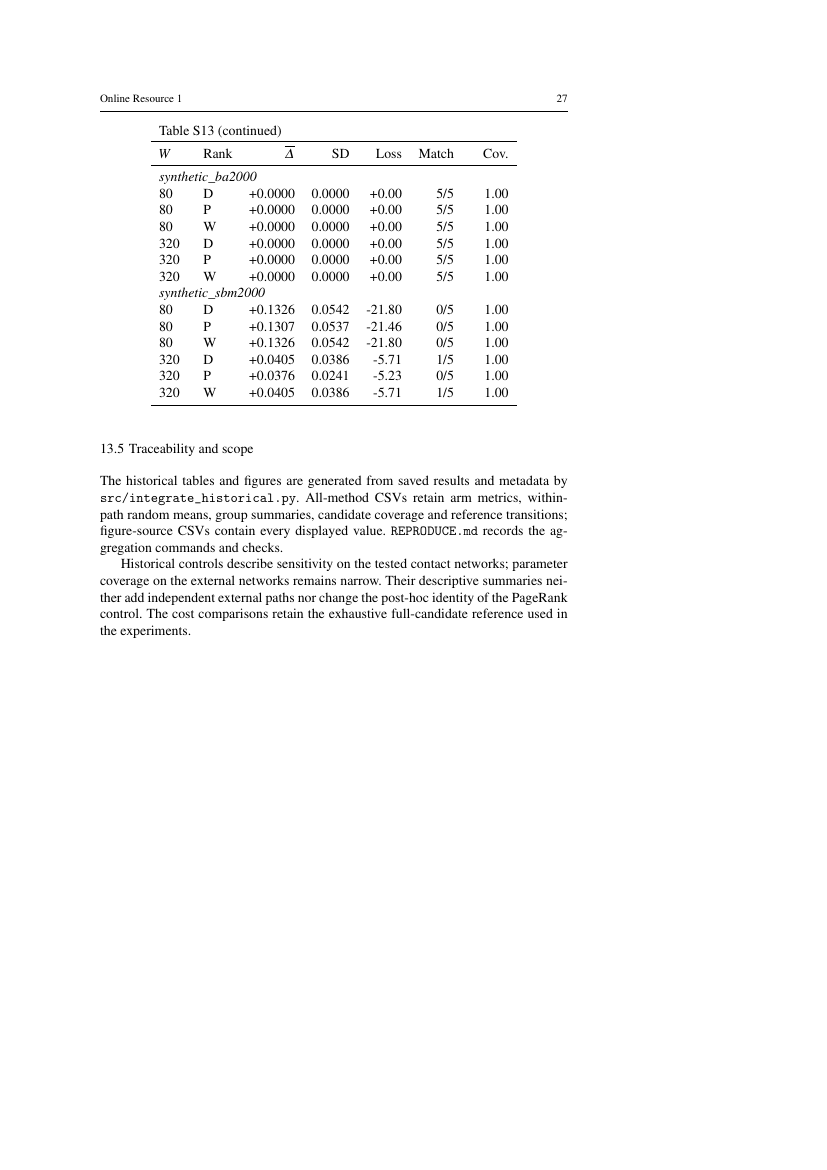 Online Resource 1 27
Table S13 (continued)
W Rank Δ̅ SD Loss Match Cov.
synthetic_ba2000
80 D +0.0000 0.0000 +0.00 5/5 1.00
80 P +0.0000 0.0000 +0.00 5/5 1.00
80 W +0.0000 0.0000 +0.00 5/5 1.00
320 D +0.0000 0.0000 +0.00 5/5 1.00
320 P +0.0000 0.0000 +0.00 5/5 1.00
320 W +0.0000 0.0000 +0.00 5/5 1.00
synthetic_sbm2000
80 D +0.1326 0.0542 -21.80 0/5 1.00
80 P +0.1307 0.0537 -21.46 0/5 1.00
80 W +0.1326 0.0542 -21.80 0/5 1.00
320 D +0.0405 0.0386 -5.71 1/5 1.00
320 P +0.0376 0.0241 -5.23 0/5 1.00
320 W +0.0405 0.0386 -5.71 1/5 1.00
13.5 Traceability and scope
The historical tables and figures are generated from saved results and metadata by
src/integrate_historical.py. All-method CSVs retain arm metrics, within-
path random means, group summaries, candidate coverage and reference transitions;
figure-source CSVs contain every displayed value. REPRODUCE.md records the ag-
gregation commands and checks.
Historical controls describe sensitivity on the tested contact networks; parameter
coverage on the external networks remains narrow. Their descriptive summaries nei-
ther add independent external paths nor change the post-hoc identity of the PageRank
control. The cost comparisons retain the exhaustive full-candidate reference used in
the experiments.